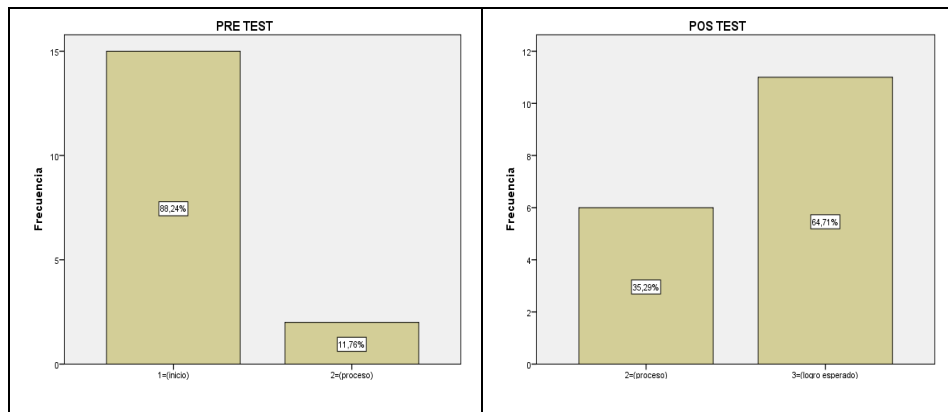 PRE TEST
Frecuencia
15
10
5
0
88,24%
11,76%
1=(inicio)
2=(proceso)
POS TEST
Frecuencia
12
10
8
6
4
2
0
35,29%
64,71%
2=(proceso)
3=(logro esperado)